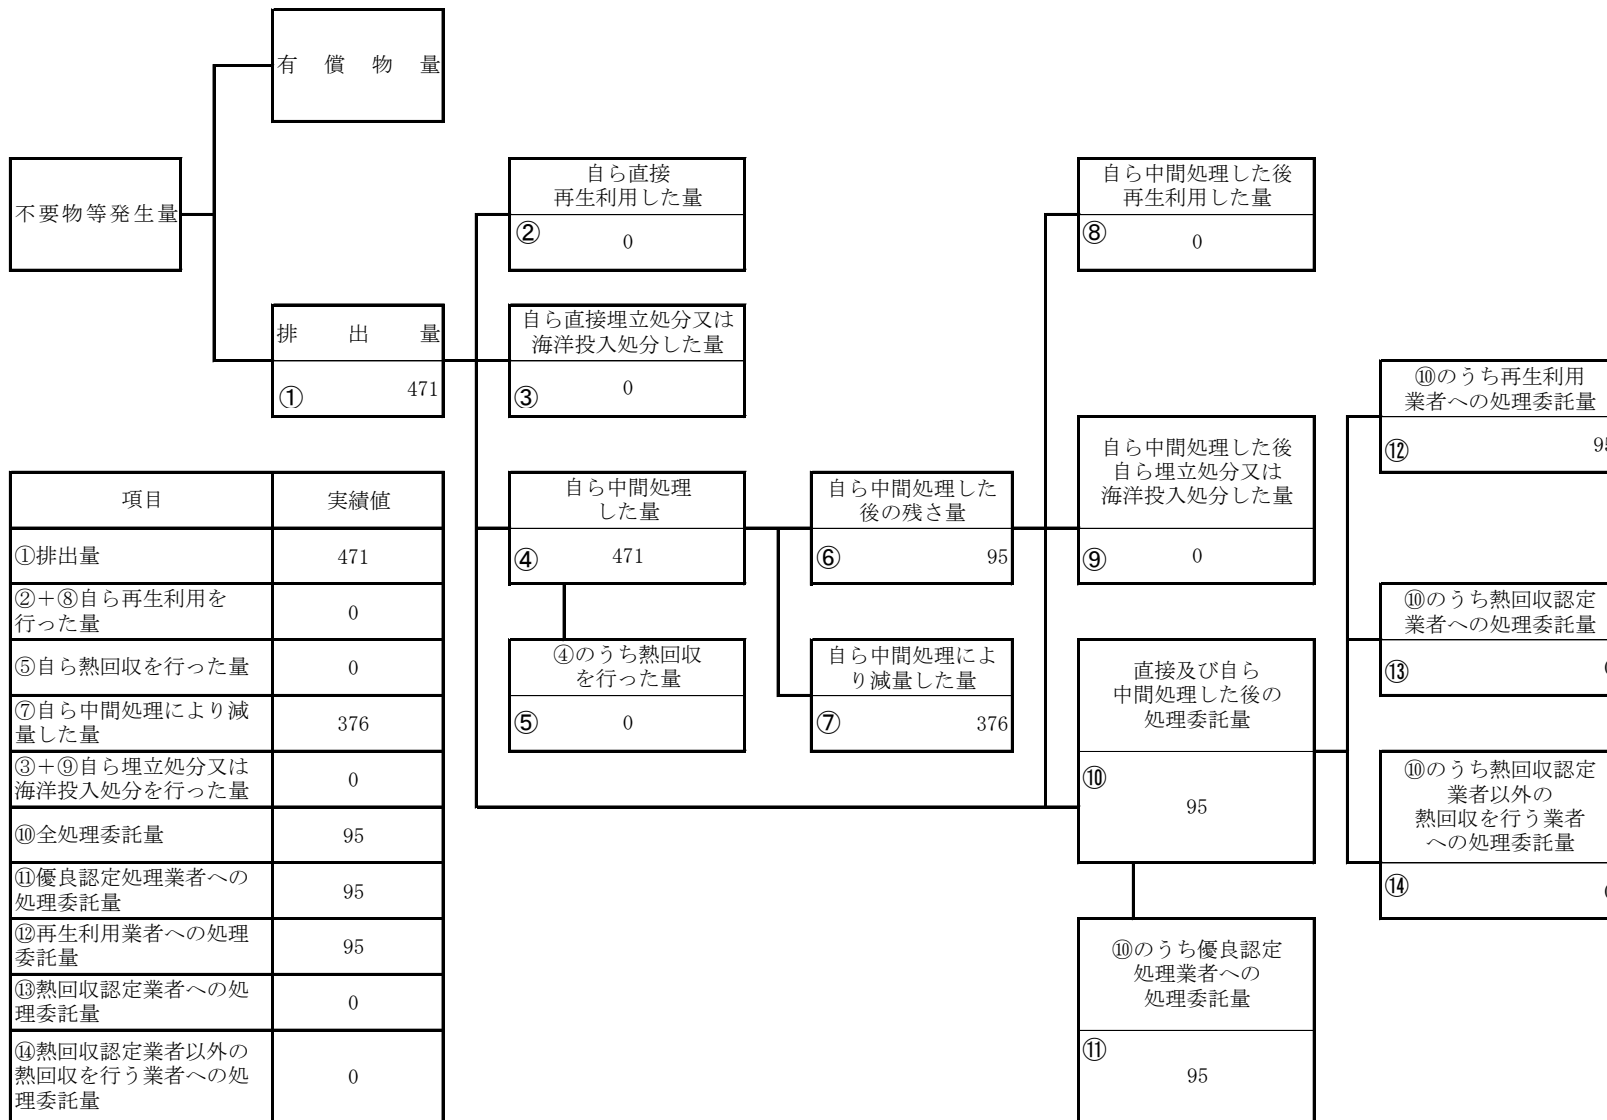 有償物量
不要物等発生量
排出量
① 471
自ら直接
再生利用した量
② 0
自ら直接埋立処分又は
海洋投入処分した量
③ 0
自ら中間処理
した量
④ 471
④のうち熱回収
を行った量
⑤ 0
自ら中間処理した
後の残さ量
⑥ 95
自ら中間処理によ
り減量した量
⑦ 376
自ら中間処理した後
再生利用した量
⑧ 0
自ら中間処理した後
自ら埋立処分又は
海洋投入処分した量
⑨ 0
直接及び自ら
中間処理した後の
処理委託量
⑩
95
⑩のうち優良認定
処理業者への
処理委託量
⑪
95
⑩のうち再生利用
業者への処理委託量
⑫ 95
⑩のうち熱回収認定
業者への処理委託量
⑬
⑩のうち熱回収認定
業者以外の
熱回収を行う業者
への処理委託量
⑭
項目 実績値
①排出量 471
②+⑧自ら再生利用を
行った量 0
⑤自ら熱回収を行った量 0
⑦自ら中間処理により減
量した量 376
③+⑨自ら埋立処分又は
海洋投入処分を行った量 0
⑩全処理委託量 95
⑪優良認定処理業者への
処理委託量 95
⑫再生利用業者への処理
委託量 95
⑬熱回収認定業者への処
理委託量 0
⑭熱回収認定業者以外の
熱回収を行う業者への処
理委託量 0